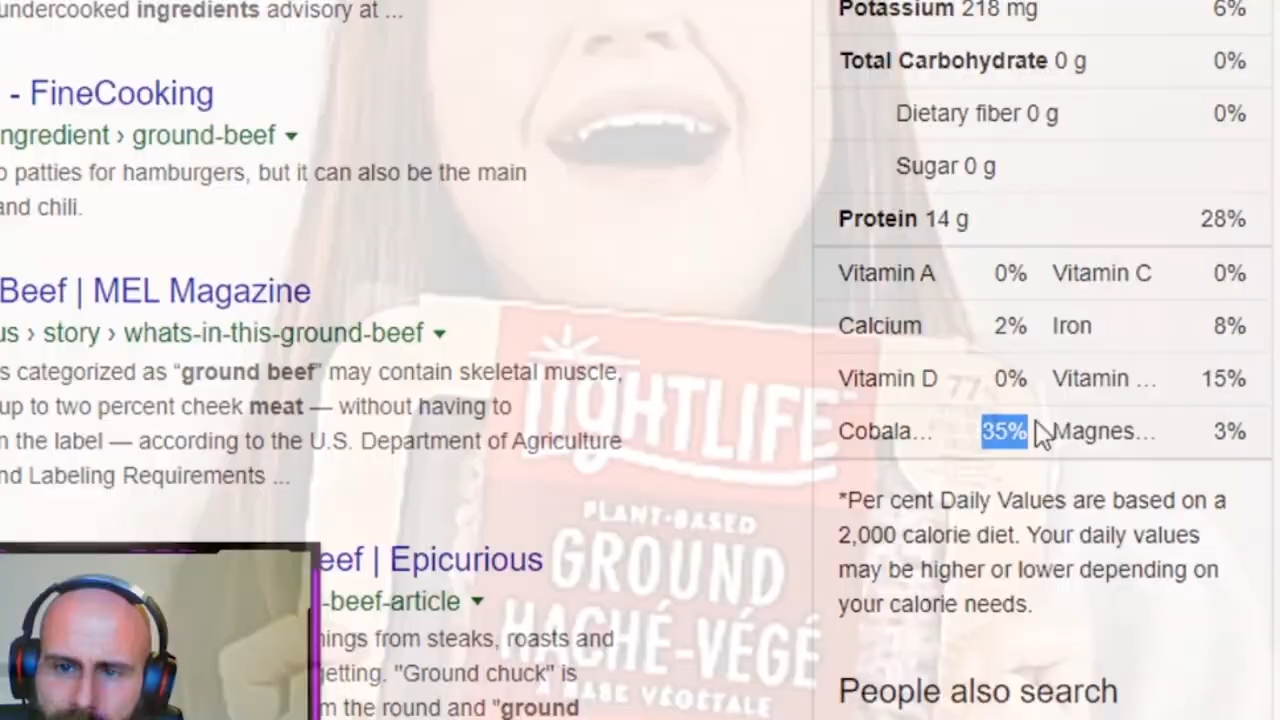 undercooked ingredients advisory at ...
- FineCooking
ngredient › ground-beef
patties for hamburgers, but it can also be the main
and chili.
Beef | MEL Magazine
us › story › whats-in-this-ground-beef
s categorized as “ground beef” may contain skeletal muscle,
up to two percent cheek meat — without having to
n the label — according to the U.S. Department of Agriculture
nd Labeling Requirements ...
eef | Epicurious
-beef-article
hings from steaks, roasts and
getting. "Ground chuck" is
m the round and "ground
Potassium 218 mg 6%
Total Carbohydrate 0 g 0%
Dietary fiber 0 g 0%
Sugar 0 g
Protein 14 g 28%
Vitamin A 0% Vitamin C 0%
Calcium 2% Iron 8%
Vitamin D 0% Vitamin ... 15%
Cobala... 35% Magnes... 3%
*Per cent Daily Values are based on a
2,000 calorie diet. Your daily values
may be higher or lower depending on
your calorie needs.
People also search
LIGHTLIFE
PLANT-BASED
GROUND
HACHÉ-VÉGÉ
À BASE VÉGÉTALE
77